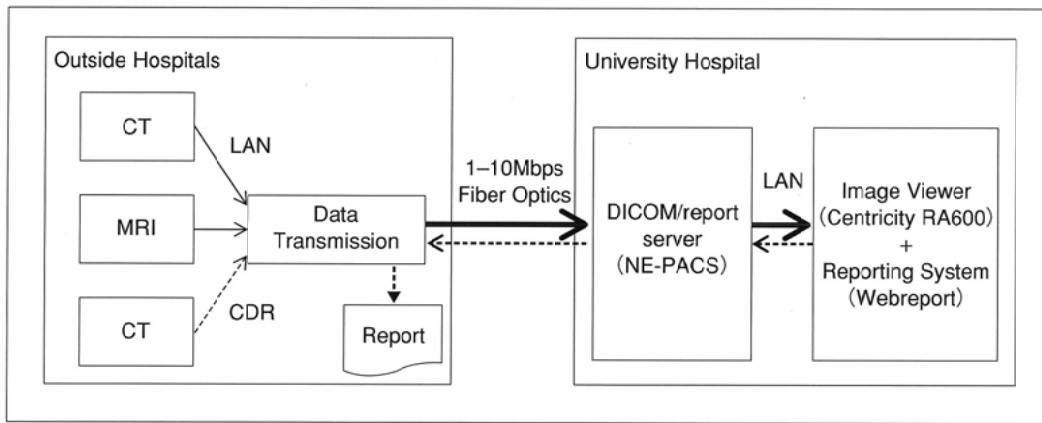 Outside Hospitals
CT
LAN
MRI
CT
CDR
Data
Transmission
Report
1–10Mbps
Fiber Optics
University Hospital
DICOM/report
server
(NE-PACS)
LAN
Image Viewer
(Centricity RA600)
+
Reporting System
(Webreport)